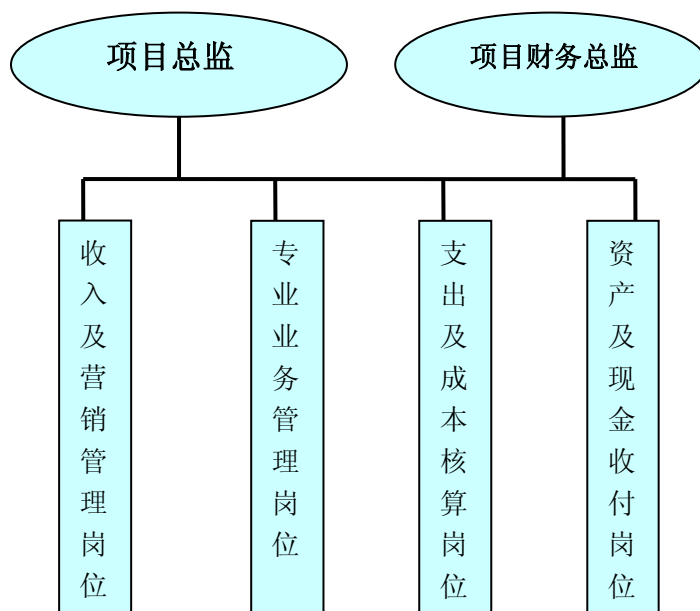 项目总监
项目财务总监
收入及营销管理岗位
专业业务管理岗位
支出及成本核算岗位
资产及现金收付岗位